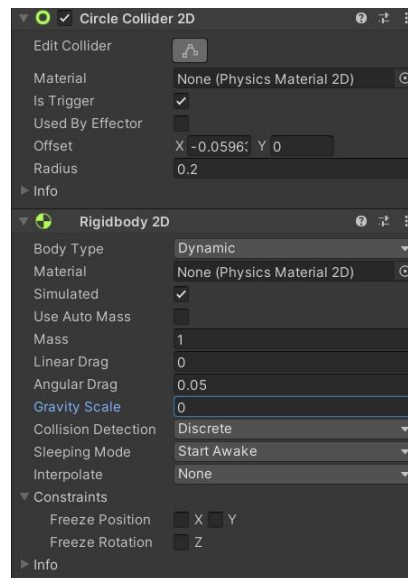 Circle Collider 2D
Edit Collider
Material None (Physics Material 2D)
Is Trigger
Used By Effector
Offset X -0.0596: Y 0
Radius 0.2
Info
Rigidbody 2D
Body Type Dynamic
Material None (Physics Material 2D)
Simulated
Use Auto Mass
Mass 1
Linear Drag 0
Angular Drag 0.05
Gravity Scale 0
Collision Detection Discrete
Sleeping Mode Start Awake
Interpolate None
Constraints
Freeze Position X Y
Freeze Rotation Z
Info